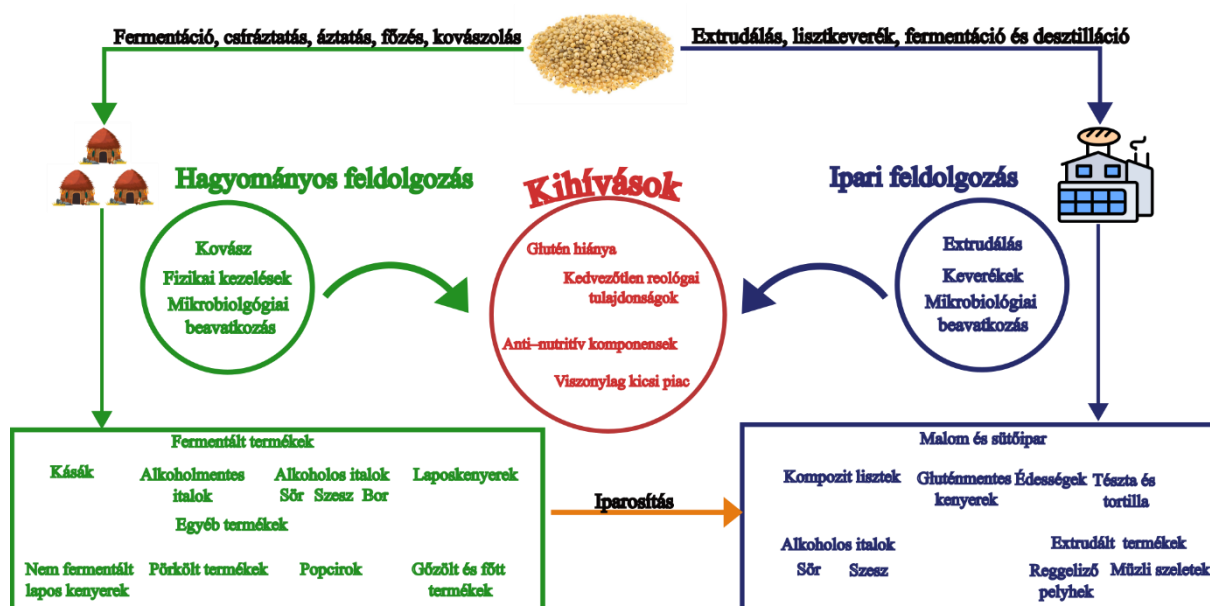 Fermentáció, csíráztatás, áztatás, főzés, kovászolás
Extrudálás, lisztkeverék, fermentáció és desztilláció
Hagyományos feldolgozás
Kihívások
Ipari feldolgozás
Kovász
Fizikai kezelések
Mikrobiolgógiai
beavatkozás
Glutén hiánya
Kedvezőtlen reológai
tulajdonságok
Anti–nutritív komponensek
Viszonylag kicsi piac
Extrudálás
Keverékek
Mikrobiológiai
beavatkozás
Fermentált termékek
Kásák
Alkoholmentes
italok
Alkoholos italok
Sör Szesz Bor
Laposkenyerek
Egyéb termékek
Nem fermentált
lapos kenyerek
Pörkölt termékek
Popcirok
Gőzölt és főtt
termékek
Iparosítás
Malom és sütőipar
Kompozit lisztek
Gluténmentes
kenyerek
Édességek
Tészta és
tortilla
Alkoholos italok
Sör Szesz
Extrudált termékek
Reggeliző
pelyhek
Müzli szeletek